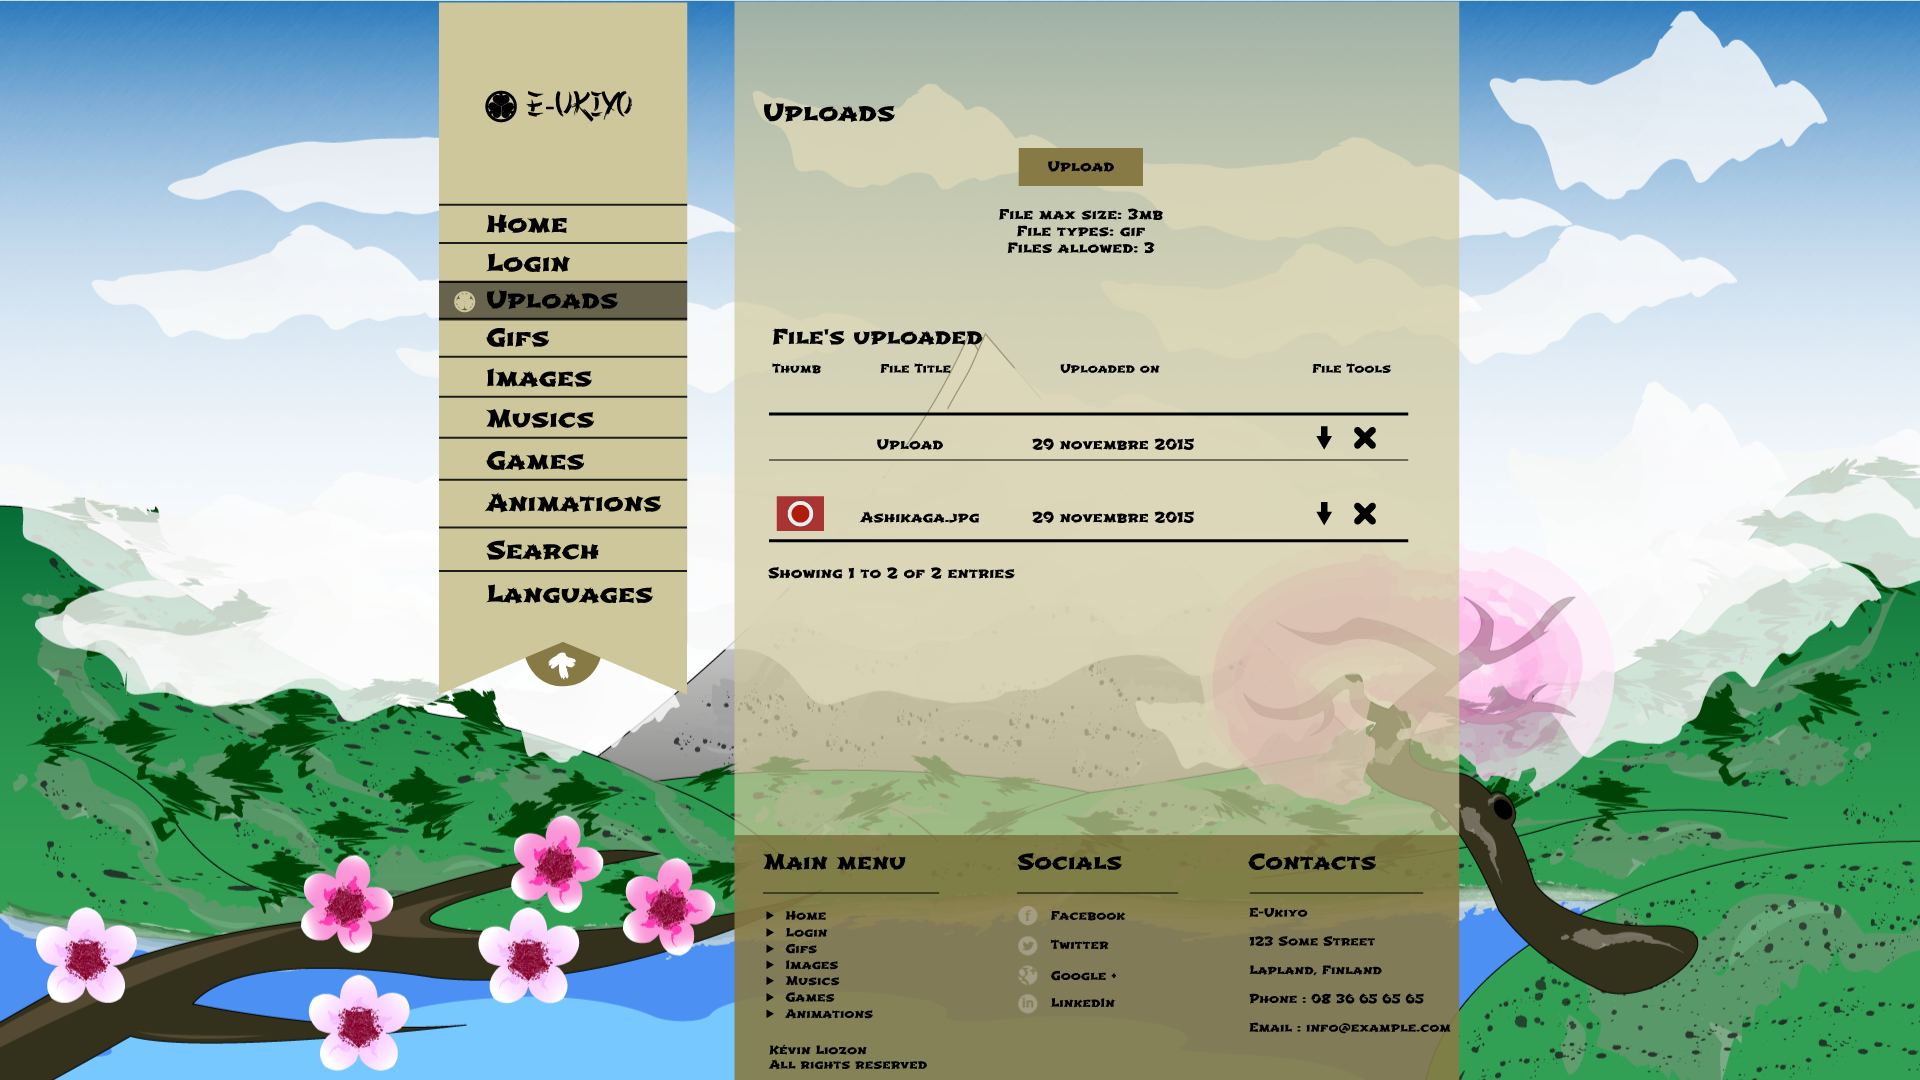 E-UKIYO
Home
Login
Uploads
Gifs
Images
Musics
Games
Animations
Search
Languages
Uploads
Upload
File max size: 3mb
File types: gif
Files allowed: 3
File's uploaded
Thumb File Title Uploaded on File Tools
Upload 29 novembre 2015
Ashikaga.jpg 29 novembre 2015
Showing 1 to 2 of 2 entries
Main menu
Home
Login
Gifs
Images
Musics
Games
Animations
Kévin Liozon
All rights reserved
Socials
Facebook
Twitter
Google +
LinkedIn
Contacts
E-Ukiyo
123 Some Street
Lapland, Finland
Phone : 08 36 65 65 65
Email : info@example.com